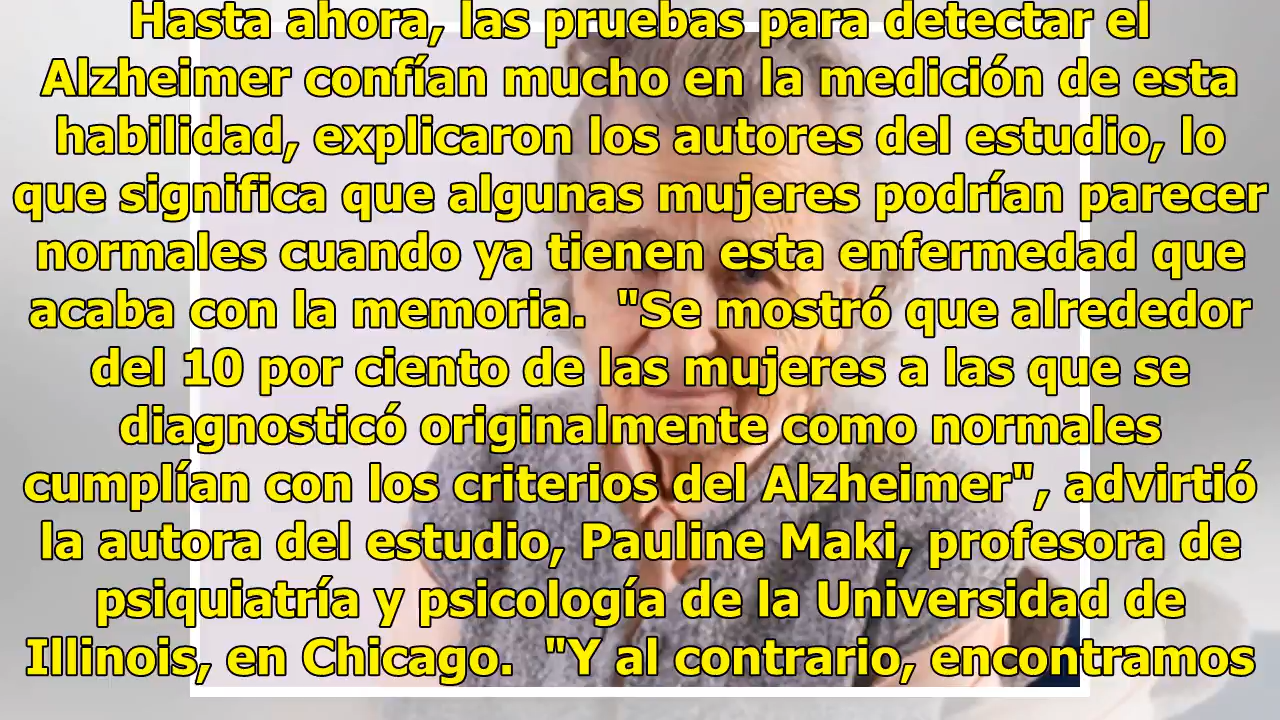 Hasta ahora, las pruebas para detectar el
Alzheimer confían mucho en la medición de esta
habilidad, explicaron los autores del estudio, lo
que significa que algunas mujeres podrían parecer
normales cuando ya tienen esta enfermedad que
acaba con la memoria.  "Se mostró que alrededor
del 10 por ciento de las mujeres a las que se
diagnosticó originalmente como normales
cumplían con los criterios del Alzheimer", advirtió
la autora del estudio, Pauline Maki, profesora de
psiquiatría y psicología de la Universidad de
Illinois, en Chicago.  "Y al contrario, encontramos